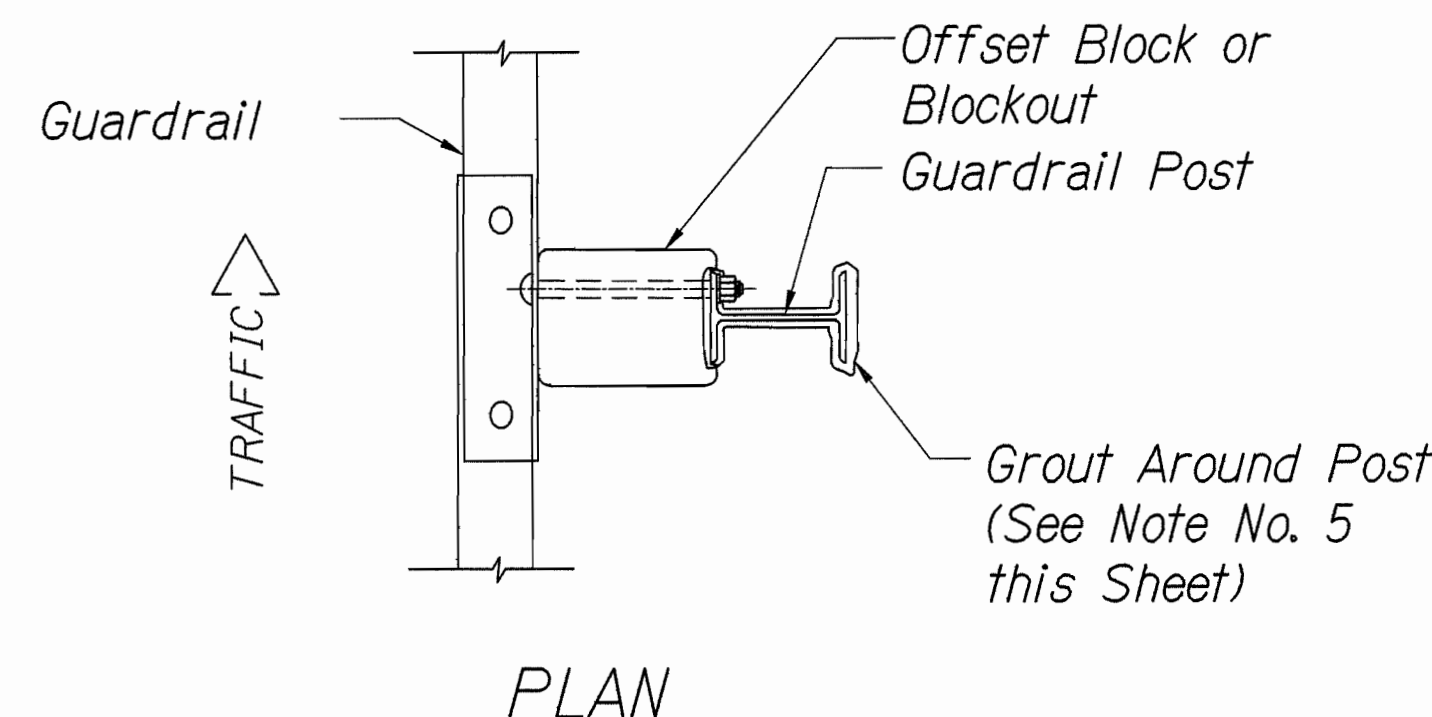 Offset Block or
Blockout
Guardrail
Guardrail Post
TRAFFIC
Grout Around Post
(See Note No. 5
this Sheet)
PLAN